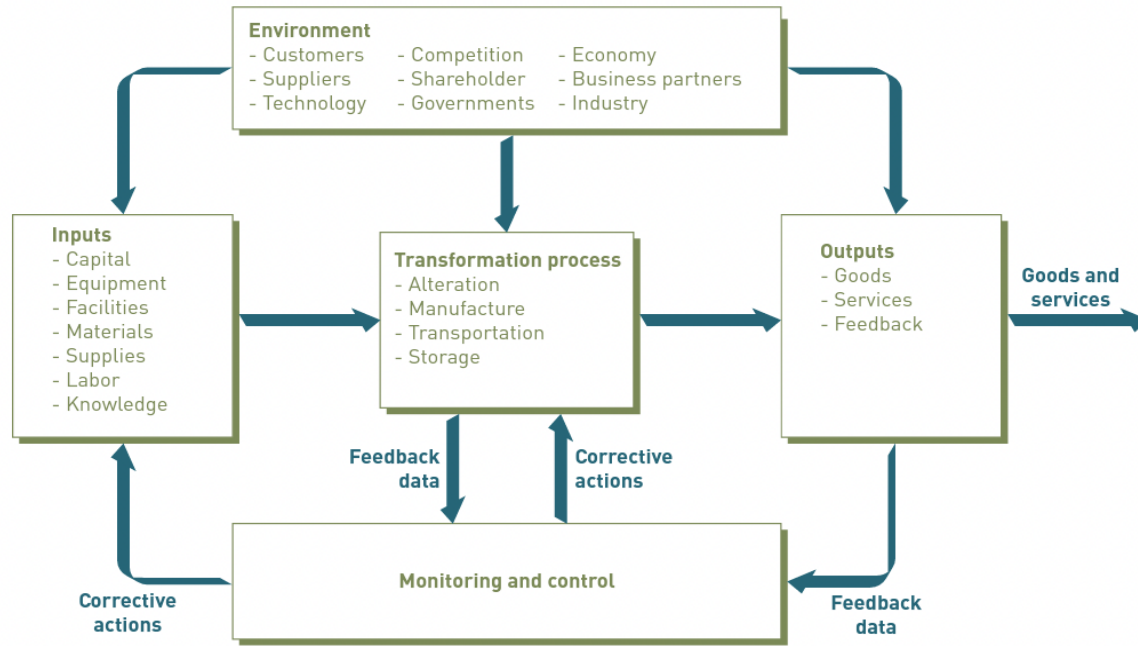 Environment
- Customers - Competition - Economy
- Suppliers - Shareholder - Business partners
- Technology - Governments - Industry
Inputs
- Capital
- Equipment
- Facilities
- Materials
- Supplies
- Labor
- Knowledge
Transformation process
- Alteration
- Manufacture
- Transportation
- Storage
Outputs
- Goods
- Services
- Feedback
Goods and
services
Feedback
data
Corrective
actions
Monitoring and control
Corrective
actions
Feedback
data